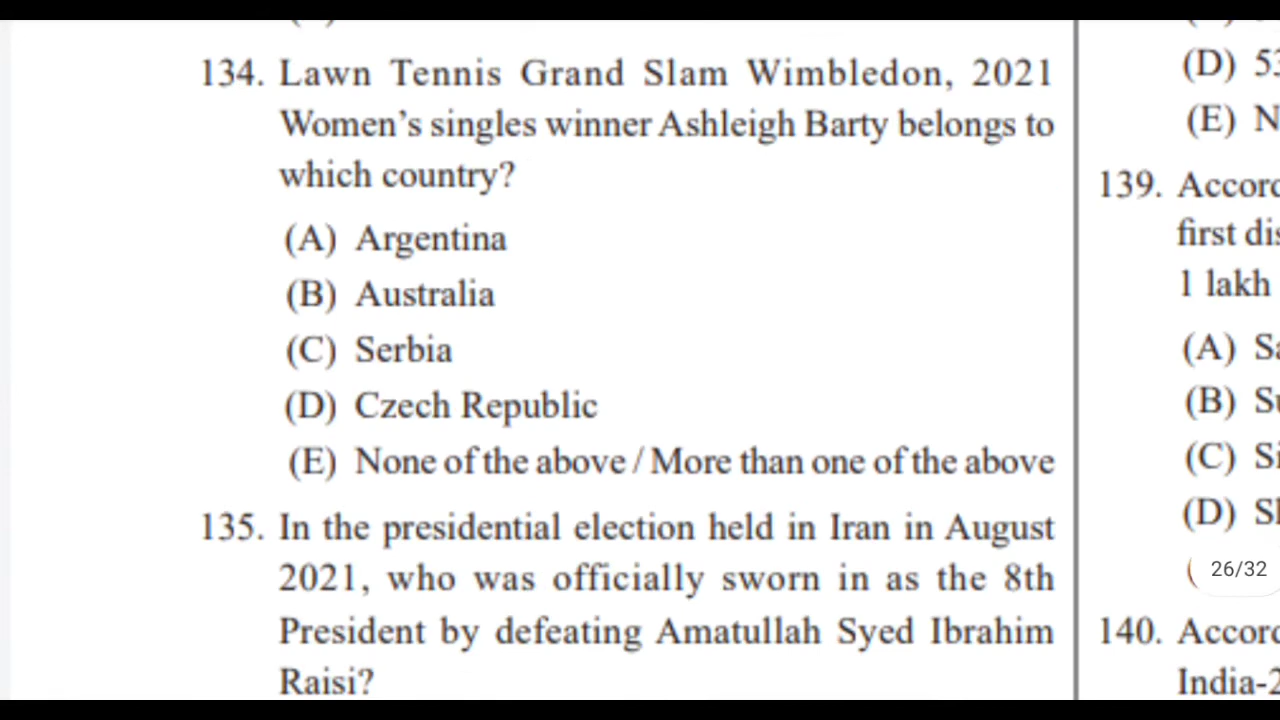 134. Lawn Tennis Grand Slam Wimbledon, 2021
Women's singles winner Ashleigh Barty belongs to
which country?
(A) Argentina
(B) Australia
(C) Serbia
(D) Czech Republic
(E) None of the above / More than one of the above
135. In the presidential election held in Iran in August
2021, who was officially sworn in as the 8th
President by defeating Amatullah Syed Ibrahim
Raisi?
(D)
(E)
139.
first
1 lakh
(A)
(B)
(C)
(D)
26/32
140.